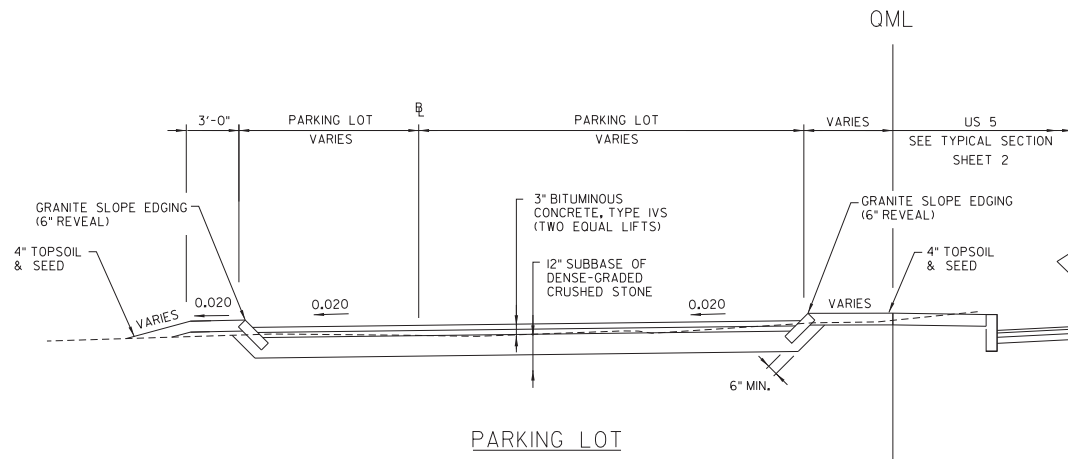 QML
3'-0"
PARKING LOT
VARIES
BL
PARKING LOT
VARIES
VARIES
US 5
SEE TYPICAL SECTION
SHEET 2
GRANITE SLOPE EDGING
(6" REVEAL)
3" BITUMINOUS
CONCRETE, TYPE IVS
(TWO EQUAL LIFTS)
GRANITE SLOPE EDGING
(6" REVEAL)
4" TOPSOIL
& SEED
12" SUBBASE OF
DENSE-GRADED
CRUSHED STONE
4" TOPSOIL
& SEED
VARIES
0.020
0.020
0.020
VARIES
6" MIN.
PARKING LOT